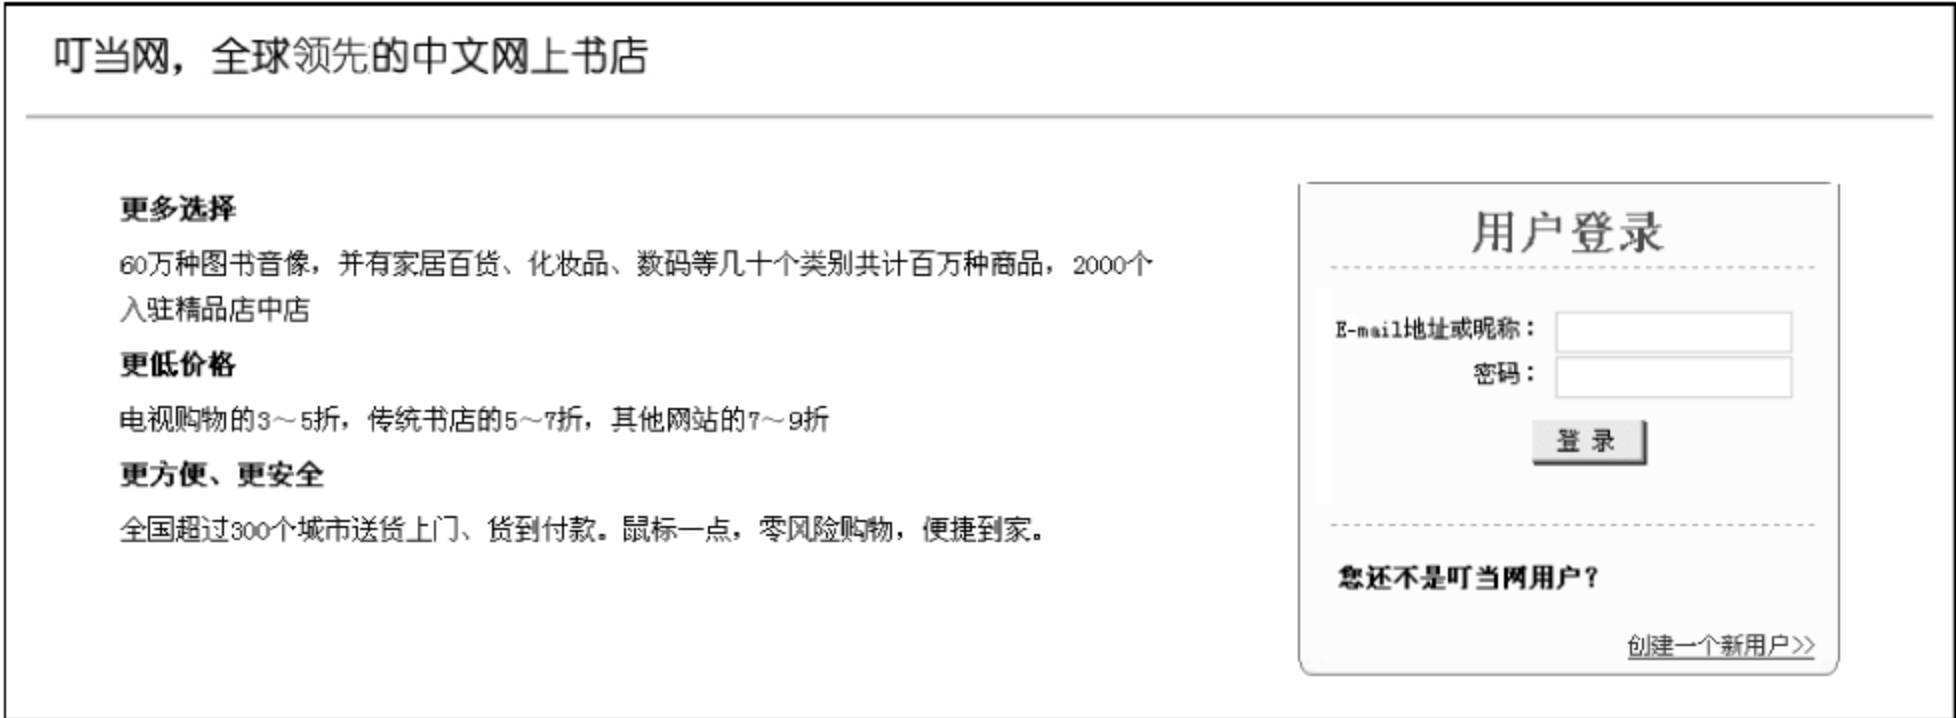 叮当网，全球领先的中文网上书店
更多选择
60万种图书音像，并有家居百货、化妆品、数码等几十个类别共计百万种商品，2000个
入驻精品店中店
更低价格
电视购物的3～5折，传统书店的5～7折，其他网站的7～9折
更方便、更安全
全国超过300个城市送货上门、货到付款。鼠标一点，零风险购物，便捷到家。
用户登录
E-mail地址或昵称：
密码：
登 录
您还不是叮当网用户？
创建一个新用户>>